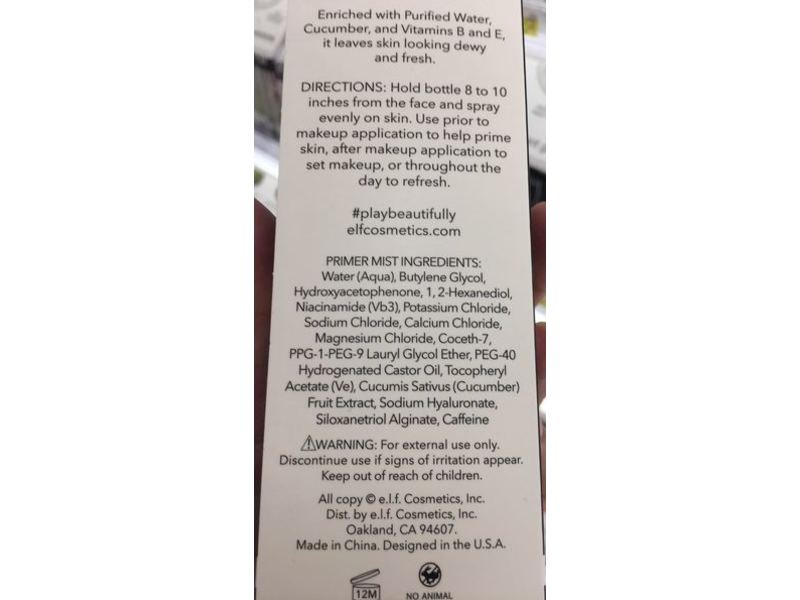 Enriched with Purified Water,
Cucumber, and Vitamins B and E,
it leaves skin looking dewy
and fresh.
DIRECTIONS: Hold bottle 8 to 10
inches from the face and spray
evenly on skin. Use prior to
makeup application to help prime
skin, after makeup application to
set makeup, or throughout the
day to refresh.
#playbeautifully
elfcosmetics.com
PRIMER MIST INGREDIENTS:
Water (Aqua), Butylene Glycol,
Hydroxyacetophenone, 1, 2-Hexanediol,
Niacinamide (Vb3), Potassium Chloride,
Sodium Chloride, Calcium Chloride,
Magnesium Chloride, Coceth-7,
PPG-1-PEG-9 Lauryl Glycol Ether, PEG-40
Hydrogenated Castor Oil, Tocopheryl
Acetate (Ve), Cucumis Sativus (Cucumber)
Fruit Extract, Sodium Hyaluronate,
Siloxanetriol Alginate, Caffeine
⚠WARNING: For external use only.
Discontinue use if signs of irritation appear.
Keep out of reach of children.
All copy © e.l.f. Cosmetics, Inc.
Dist. by e.l.f. Cosmetics, Inc.
Oakland, CA 94607.
Made in China. Designed in the U.S.A.
12M
NO ANIMAL